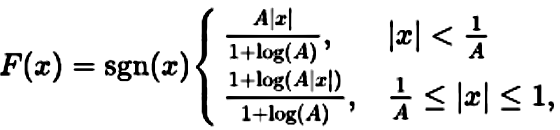 F(x) = sgn(x) { A|x| / 1+log(A), |x| < 1/A
1+log(A|x|) / 1+log(A), 1/A ≤ |x| ≤ 1,